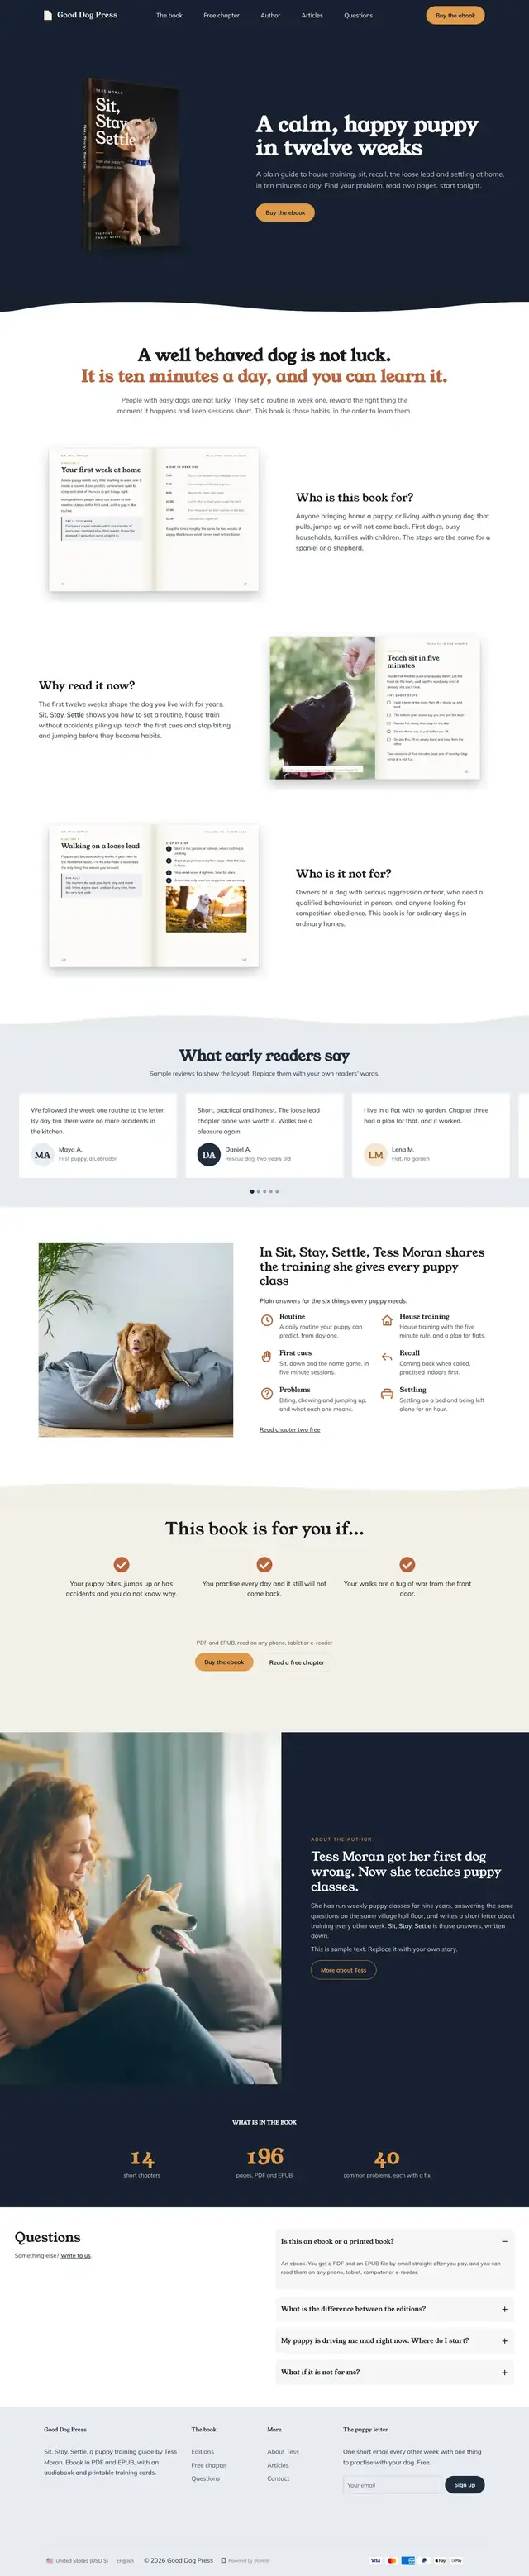 Good Dog Press
The book
Free chapter
Author
Articles
Questions
Buy the ebook
TESS MORAN
Sit,
Stay,
Settle
A calm, happy puppy
in twelve weeks
A plain guide to house training, sit, recall, the loose lead and settling at home,
in ten minutes a day. Find your problem, read two pages, start tonight.
Buy the ebook
A well behaved dog is not luck.
It is ten minutes a day, and you can learn it.
People with easy dogs are not lucky. They set a routine in week one, reward the right thing the
moment it happens and keep sessions short. This book is those habits, in the order to learn them.
Your first week at home
Who is this book for?
Anyone bringing home a puppy, or living with a young dog that
pulls, jumps up or will not come back. First dogs, busy
households, families with children. The steps are the same for a
spaniel or a shepherd.
Why read it now?
The first twelve weeks shape the dog you live with for years.
Sit, Stay, Settle shows you how to set a routine, house train
without accidents piling up, teach the first cues and stop biting
and jumping before they become habits.
Teach sit in five
minutes
Walking on a loose lead
STEP BY STEP
Who is it not for?
Owners of a dog with serious aggression or fear, who need a
qualified behaviourist in person, and anyone looking for
competition obedience. This book is for ordinary dogs in
ordinary homes.
What early readers say
Sample reviews to show the layout. Replace them with your own readers' words.
We followed the week one routine to the letter.
By day ten there were no more accidents in
the kitchen.
MA
Maya A.
First puppy, a Labrador
Short, practical and honest. The loose lead
chapter alone was worth it. Walks are a
pleasure again.
DA
Daniel A.
Rescue dog, two years old
I live in a flat with no garden. Chapter three
had a plan for that, and it worked.
LM
Lena M.
Flat, no garden
In Sit, Stay, Settle, Tess Moran shares
the training she gives every puppy
class
Plain answers for the six things every puppy needs.
Routine
A daily routine your puppy can
predict, from day one.
House training
House training with the five
minute rule, and a plan for flats.
First cues
Sit, down and the name game, in
five minute sessions.
Recall
Coming back when called,
practised indoors first.
Problems
Biting, chewing and jumping up,
and what each one means.
Settling
Settling on a bed and being left
alone for an hour.
Read chapter two free
This book is for you if...
Your puppy bites, jumps up or has
accidents and you do not know why.
You practise every day and it still will not
come back.
Your walks are a tug of war from the front
door.
PDF and EPUB, read on any phone, tablet or e-reader
Buy the ebook
Read a free chapter
ABOUT THE AUTHOR
Tess Moran got her first dog
wrong. Now she teaches puppy
classes.
She has run weekly puppy classes for nine years, answering the same
questions on the same village hall floor, and writes a short letter about
training every other week. Sit, Stay, Settle is those answers, written
down.
This is sample text. Replace it with your own story.
More about Tess
WHAT IS IN THE BOOK
14
short chapters
196
pages, PDF and EPUB
40
common problems, each with a fix
Questions
Something else? Write to us.
Is this an ebook or a printed book?
An ebook. You get a PDF and an EPUB file by email straight after you pay, and you can
read them on any phone, tablet, computer or e-reader.
What is the difference between the editions?
My puppy is driving me mad right now. Where do I start?
What if it is not for me?
Good Dog Press
Sit, Stay, Settle, a puppy training guide by Tess
Moran. Ebook in PDF and EPUB, with an
audiobook and printable training cards.
The book
Editions
Free chapter
Questions
More
About Tess
Articles
Contact
The puppy letter
One short email every other week with one thing
to practise with your dog. Free.
Your email
Sign up
United States (USD $)
English
© 2026 Good Dog Press
Powered by
VISA
Pay
Pay